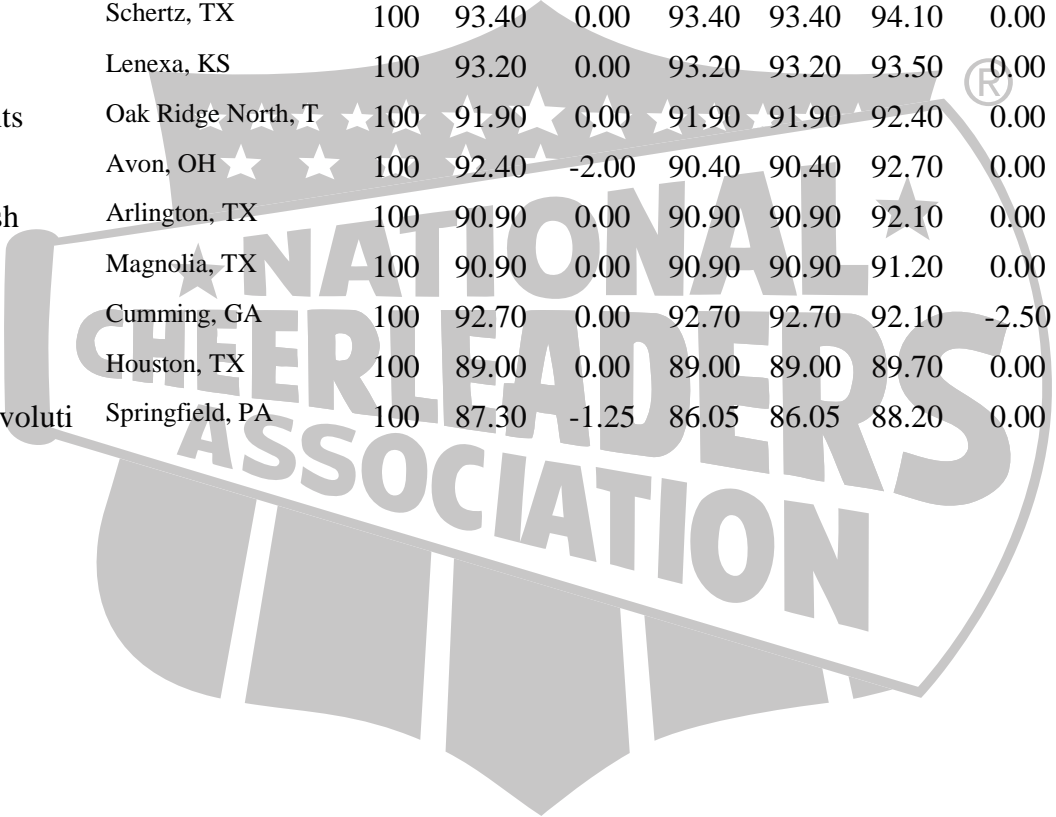 Schertz, TX 100 93.40 0.00 93.40 93.40 94.10 0.00
Lenexa, KS 100 93.20 0.00 93.20 93.20 93.50 0.00
ts Oak Ridge North, T 100 91.90 0.00 91.90 91.90 92.40 0.00
Avon, OH 100 92.40 -2.00 90.40 90.40 92.70 0.00
sh Arlington, TX 100 90.90 0.00 90.90 90.90 92.10 0.00
Magnolia, TX 100 90.90 0.00 90.90 90.90 91.20 0.00
Cumming, GA 100 92.70 0.00 92.70 92.70 92.10 -2.50
Houston, TX 100 89.00 0.00 89.00 89.00 89.70 0.00
voluti Springfield, PA 100 87.30 -1.25 86.05 86.05 88.20 0.00
®
NATIONAL
CHEERLEADERS
ASSOCIATION